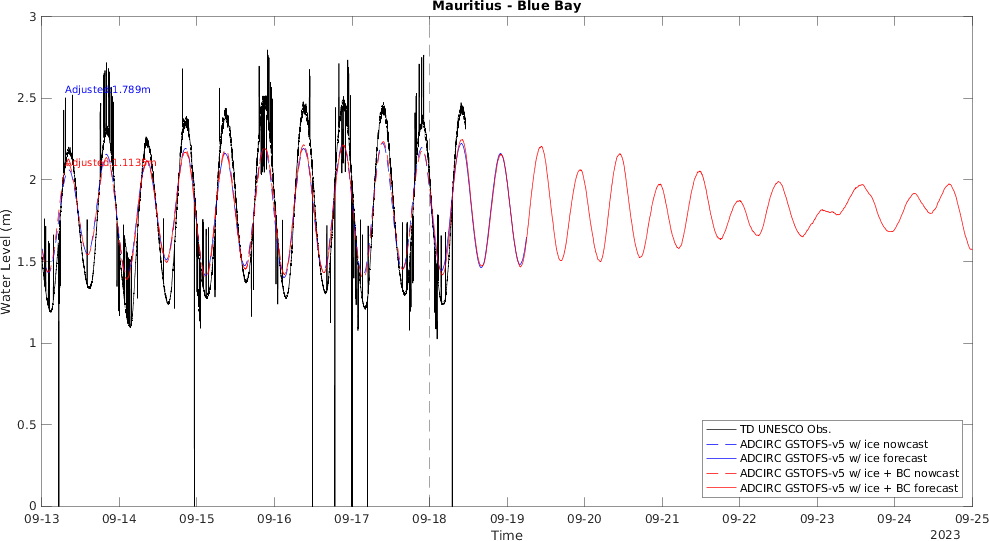 Mauritius - Blue Bay
3
2.5
2
1.5
1
0.5
0
Water Level (m)
Adjusted 1.789m
TD UNESCO Obs.
ADCIRC GSTOFS-v5 w/ ice nowcast
ADCIRC GSTOFS-v5 w/ ice forecast
ADCIRC GSTOFS-v5 w/ ice + BC nowcast
ADCIRC GSTOFS-v5 w/ ice + BC forecast
09-13 09-14 09-15 09-16 09-17 09-18 09-19 09-20 09-21 09-22 09-23 09-24 09-25
Time
2023